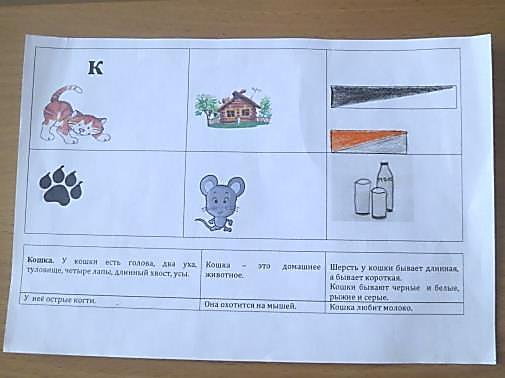 К
Кошка. У кошки есть голова, два уха,
туловище, четыре лапы, длинный хвост, усы.
Кошка – это домашнее
животное.
Шерсть у кошки бывает длинная,
а бывает короткая.
Кошки бывают черные и белые,
рыжие и серые.
У неё острые когти.
Она охотится на мышей.
Кошка любит молоко.